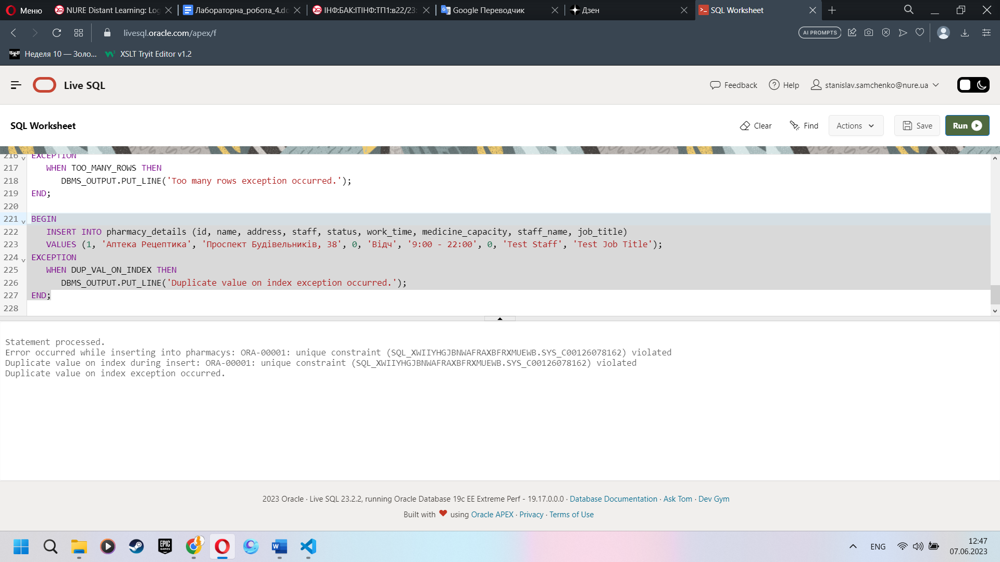 Меню
NURE Distant Learning: Log
Лабораторна_робота_4.do
ІНФ:БАК:ІТІНФ:ТП1:в22/23:
Google Переводчик
Дзен
SQL Worksheet
livesql.oracle.com/apex/f
AI PROMPTS
Неделя 10 — Золо...
XSLT Tryit Editor v1.2
Live SQL
Feedback
Help
stanislav.samchenko@nure.ua
SQL Worksheet
Clear
Find
Actions
Save
Run
216 EXCEPTION
217 WHEN TOO_MANY_ROWS THEN
218 DBMS_OUTPUT.PUT_LINE('Too many rows exception occurred.');
219 END;
220
221 BEGIN
222 INSERT INTO pharmacy_details (id, name, address, staff, status, work_time, medicine_capacity, staff_name, job_title)
223 VALUES (1, 'Аптека Рецептика', 'Проспект Будівельників, 38', 0, 'Відч', '9:00 - 22:00', 0, 'Test Staff', 'Test Job Title');
224 EXCEPTION
225 WHEN DUP_VAL_ON_INDEX THEN
226 DBMS_OUTPUT.PUT_LINE('Duplicate value on index exception occurred.');
227 END;
228
Statement processed.
Error occurred while inserting into pharmacys: ORA-00001: unique constraint (SQL_XWIIYHGJBNWAFRAXBFRXMUEWB.SYS_C00126078162) violated
Duplicate value on index during insert: ORA-00001: unique constraint (SQL_XWIIYHGJBNWAFRAXBFRXMUEWB.SYS_C00126078162) violated
Duplicate value on index exception occurred.
2023 Oracle · Live SQL 23.2.2, running Oracle Database 19c EE Extreme Perf - 19.17.0.0.0 · Database Documentation · Ask Tom · Dev Gym
Built with ❤ using Oracle APEX · Privacy · Terms of Use
EPIC GAMES
ENG
12:47
07.06.2023